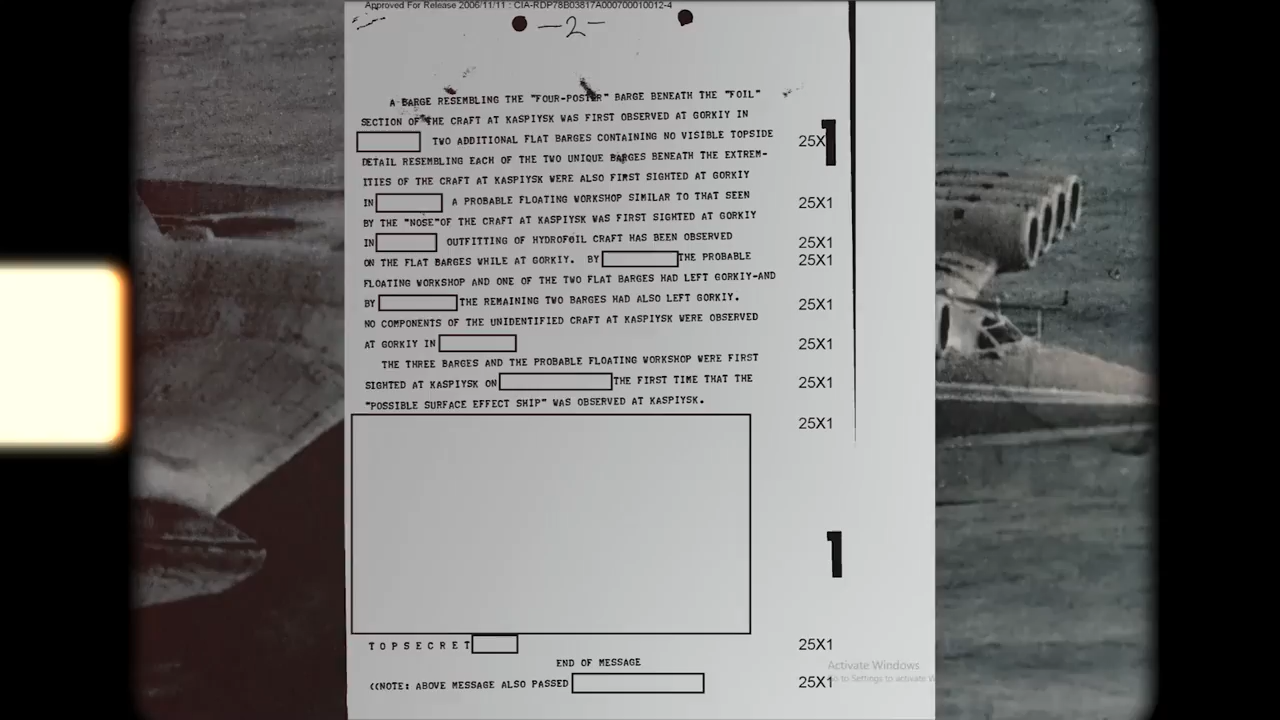 Approved For Release 2006/11/11 : CIA-RDP78B03817A000700010012-4
-2-
A BARGE RESEMBLING THE "FOUR-POSTER" BARGE BENEATH THE "FOIL"
SECTION OF THE CRAFT AT KASPIYSK WAS FIRST OBSERVED AT GORKIY IN
TWO ADDITIONAL FLAT BARGES CONTAINING NO VISIBLE TOPSIDE 25X1
DETAIL RESEMBLING EACH OF THE TWO UNIQUE BARGES BENEATH THE EXTREM-
ITIES OF THE CRAFT AT KASPIYSK WERE ALSO FIRST SIGHTED AT GORKIY
IN A PROBABLE FLOATING WORKSHOP SIMILAR TO THAT SEEN 25X1
BY THE "NOSE"OF THE CRAFT AT KASPIYSK WAS FIRST SIGHTED AT GORKIY
IN OUTFITTING OF HYDROFOIL CRAFT HAS BEEN OBSERVED 25X1
ON THE FLAT BARGES WHILE AT GORKIY. BY THE PROBABLE 25X1
FLOATING WORKSHOP AND ONE OF THE TWO FLAT BARGES HAD LEFT GORKIY-AND
BY THE REMAINING TWO BARGES HAD ALSO LEFT GORKIY. 25X1
NO COMPONENTS OF THE UNIDENTIFIED CRAFT AT KASPIYSK WERE OBSERVED
AT GORKIY IN 25X1
THE THREE BARGES AND THE PROBABLE FLOATING WORKSHOP WERE FIRST
SIGHTED AT KASPIYSK ON THE FIRST TIME THAT THE 25X1
"POSSIBLE SURFACE EFFECT SHIP" WAS OBSERVED AT KASPIYSK.
25X1
1
T O P S E C R E T 25X1
END OF MESSAGE
Activate Windows
Go to Settings to activate W
((NOTE: ABOVE MESSAGE ALSO PASSED 25X1